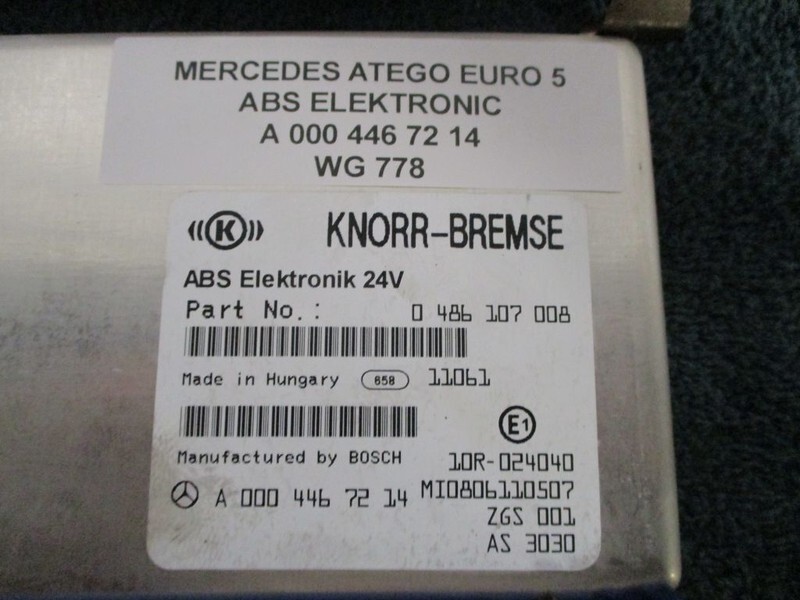 MERCEDES ATEGO EURO 5
ABS ELEKTRONIC
A 000 446 72 14
WG 778
K KNORR-BREMSE
ABS Elektronik 24V
Part No.: 0 486 107 008
Made in Hungary 658 11061
E1
Manufactured by BOSCH 10R-024040
A 000 446 72 14 MI0806110507
ZGS 001
AS 3030